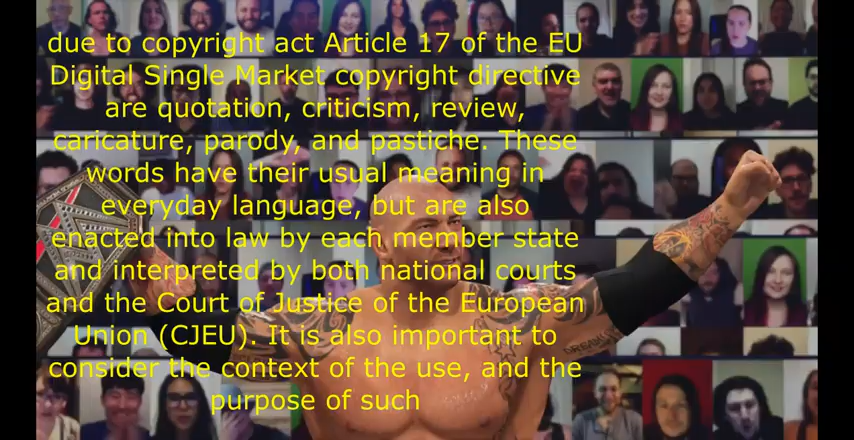 due to copyright act Article 17 of the EU
Digital Single Market copyright directive
are quotation, criticism, review,
caricature, parody, and pastiche. These
words have their usual meaning in
everyday language, but are also
enacted into law by each member state
and interpreted by both national courts
and the Court of Justice of the European
Union (CJEU). It is also important to
consider the context of the use, and the
purpose of such